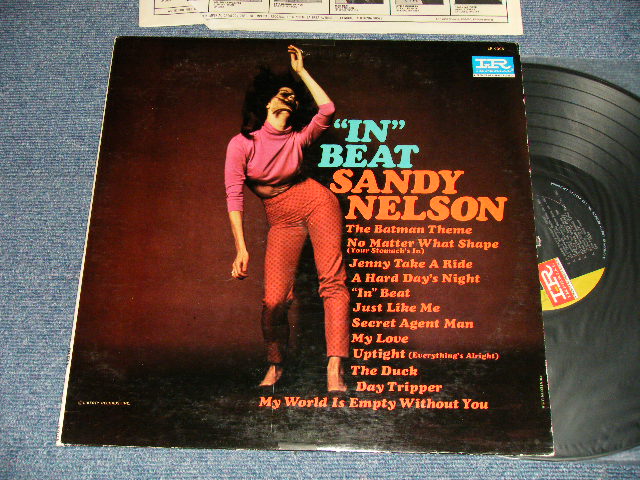 IR
"IN"
BEAT
SANDY
NELSON
The Batman Theme
No Matter What Shape
(Your Stomach's In)
Jenny Take A Ride
A Hard Day's Night
"In" Beat
Just Like Me
Secret Agent Man
My Love
Uptight (Everything's Alright)
The Duck
Day Tripper
My World Is Empty Without You